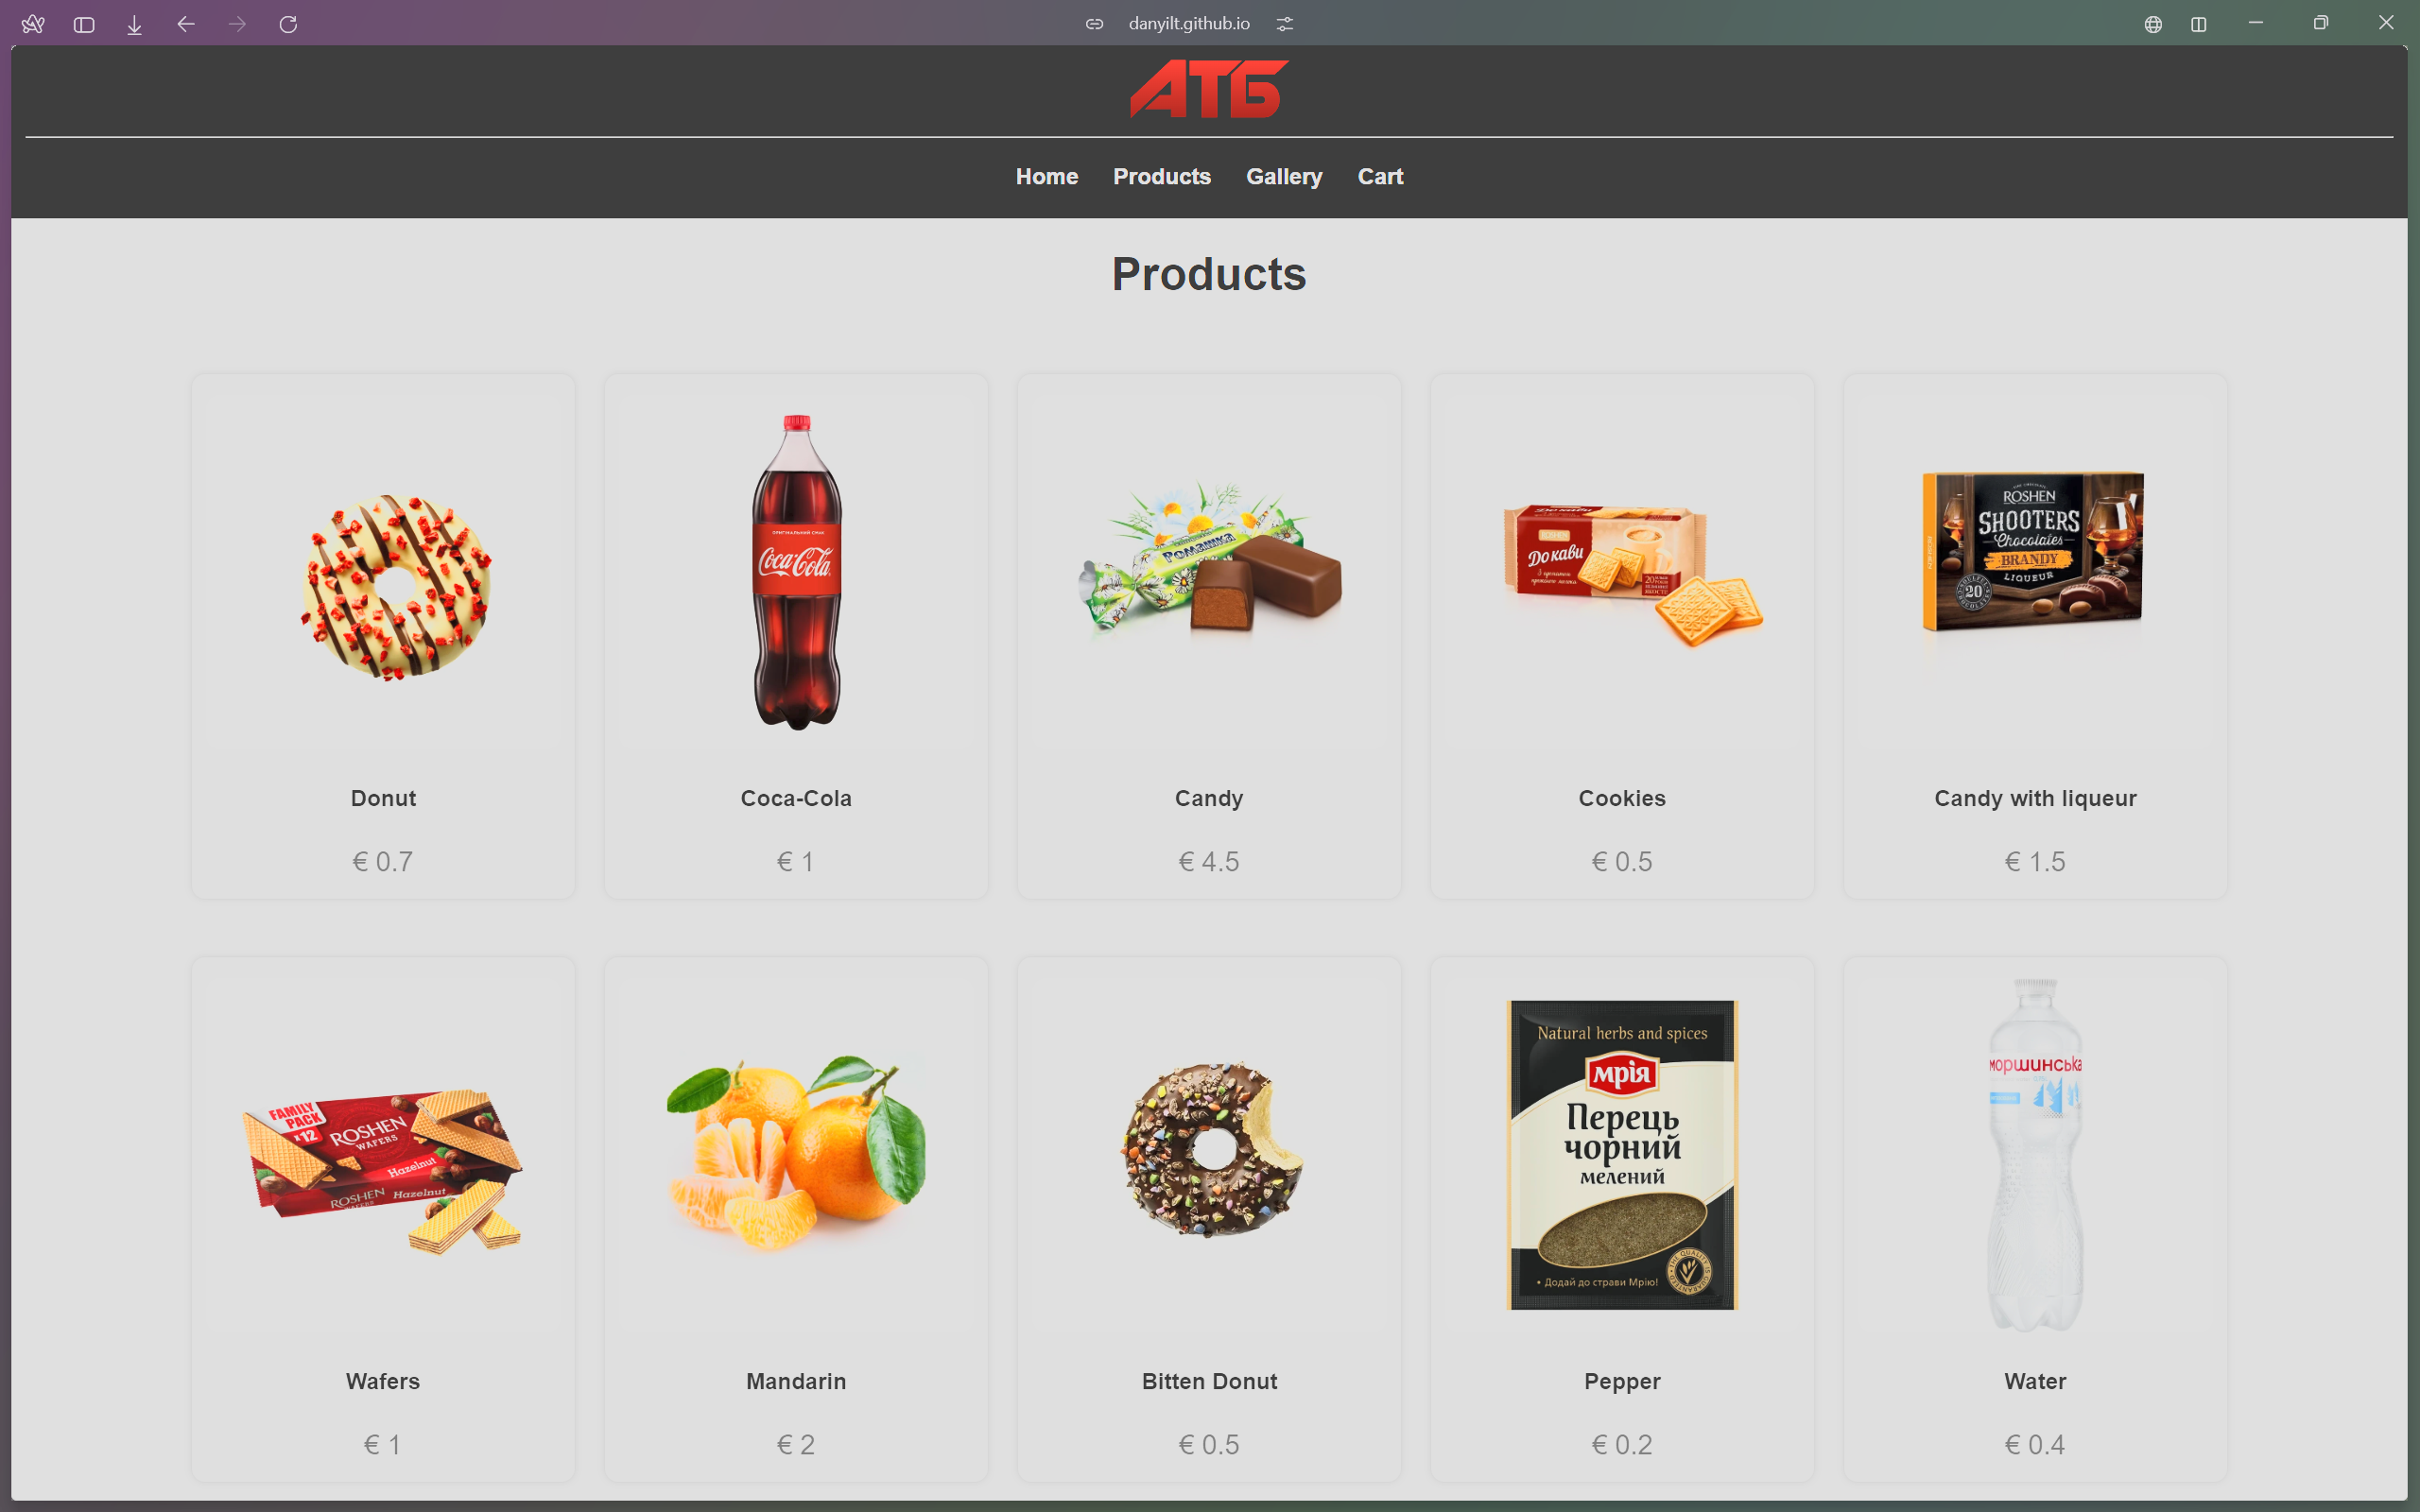 danyilt.github.io
АТБ
Home Products Gallery Cart
Products
ОРИГІНАЛЬНИЙ СМАК
Coca-Cola
Ромашка
ROSHEN
До кави
ROSHEN
SHOOTERS
Chocolates
BRANDY
LIQUEUR
20
Donut
Coca-Cola
Candy
Cookies
Candy with liqueur
€ 0.7
€ 1
€ 4.5
€ 0.5
€ 1.5
FAMILY
PACK
x12
ROSHEN
WAFERS
Hazelnut
ROSHEN
WAFERS
Hazelnut
Natural herbs and spices
мрія
Перець
чорний
мелений
• Додай до страви Мрію!
моршинська
Wafers
Mandarin
Bitten Donut
Pepper
Water
€ 1
€ 2
€ 0.5
€ 0.2
€ 0.4